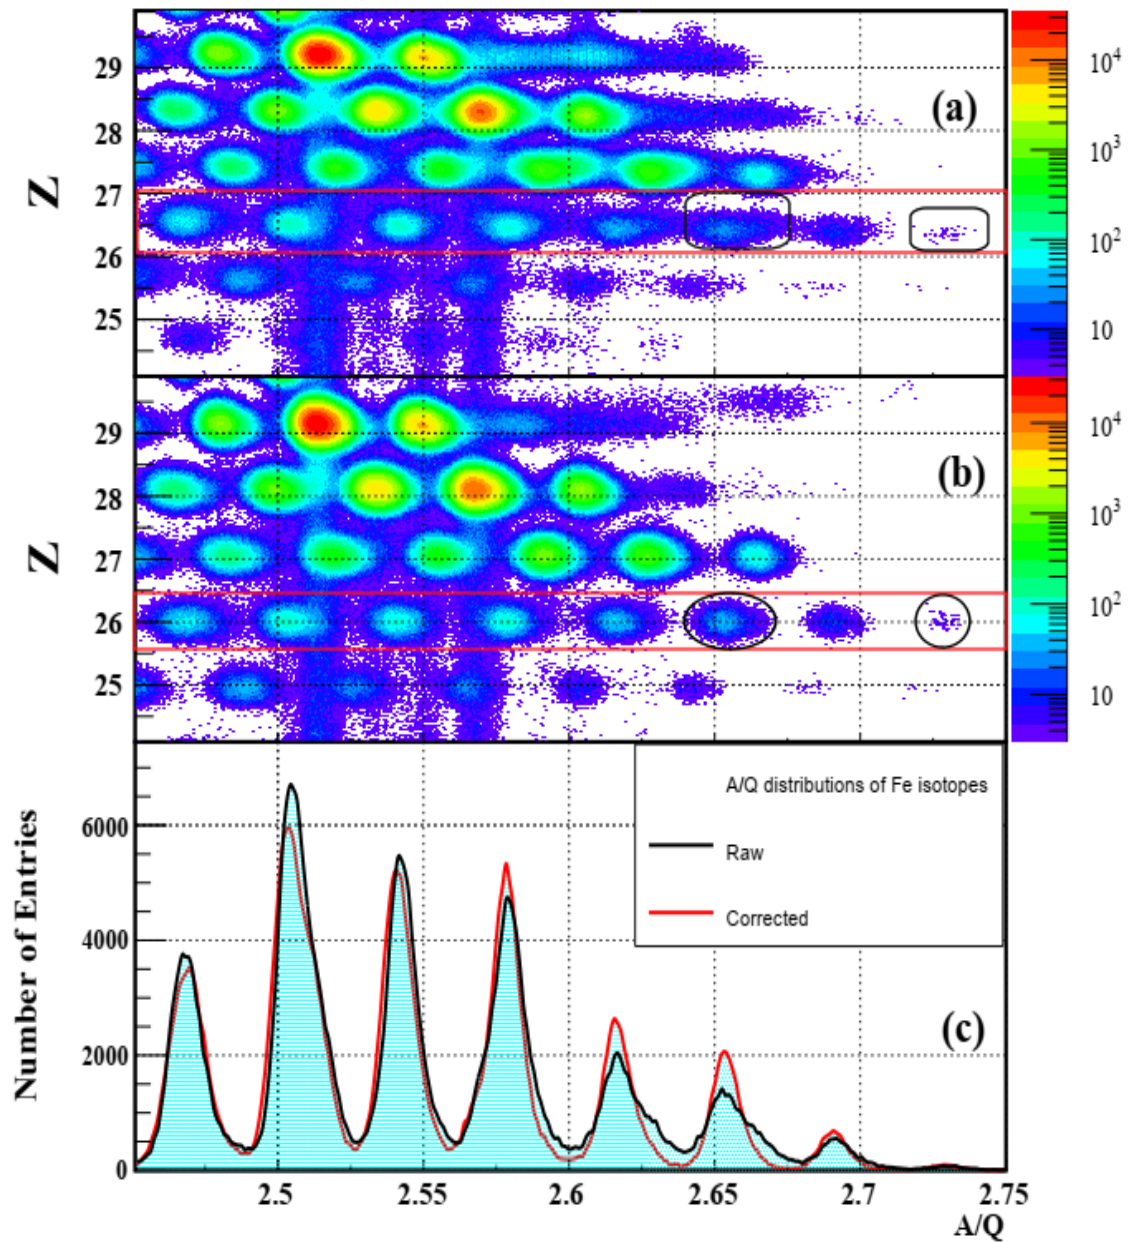 29
28
27
26
25
Z
(a)
10⁴
10³
10²
10
29
28
27
26
25
Z
(b)
10⁴
10³
10²
10
A/Q distributions of Fe isotopes
Raw
Corrected
(c)
6000
4000
2000
0
Number of Entries
2.5 2.55 2.6 2.65 2.7 2.75
A/Q